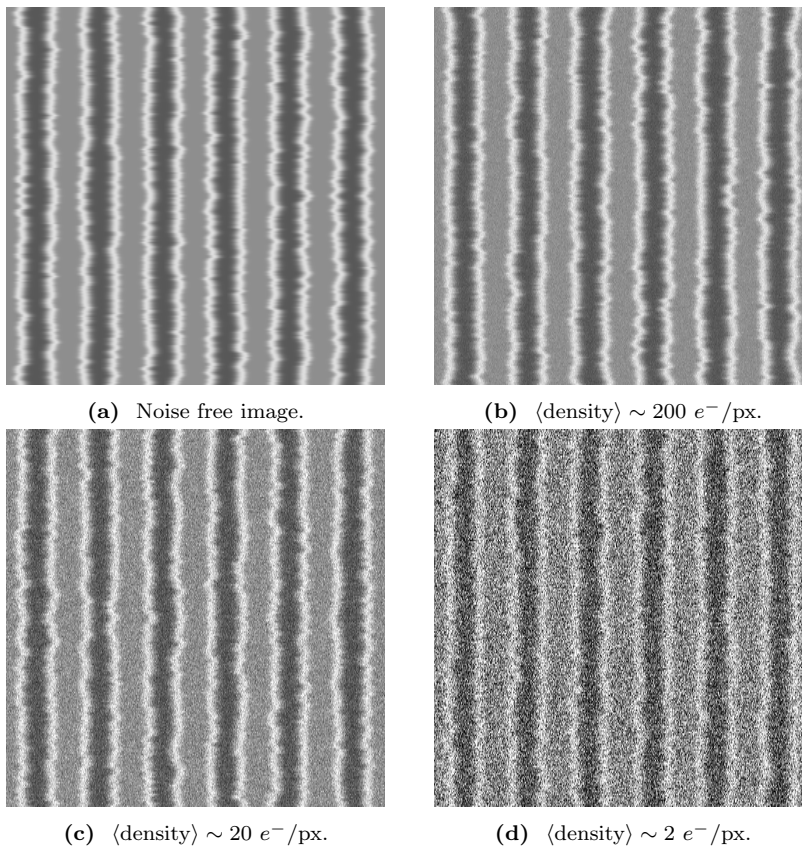 (a) Noise free image.
(b) ⟨density⟩ ∼ 200 e⁻/px.
(c) ⟨density⟩ ∼ 20 e⁻/px.
(d) ⟨density⟩ ∼ 2 e⁻/px.